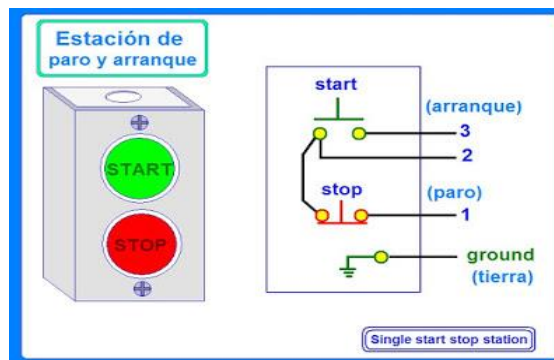 Estación de
paro y arranque
START
STOP
start
(arranque)
3
2
stop
(paro)
1
ground
(tierra)
Single start stop station